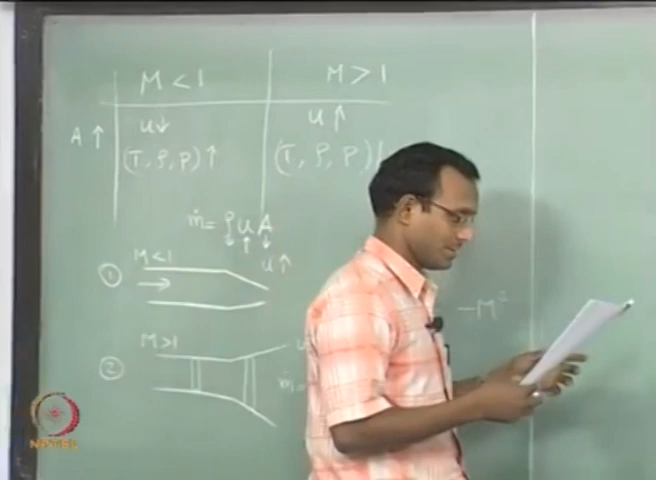 M < 1 M > 1
A ↑ u ↓ u ↑
(T, ρ, P) ↑ (T, ρ, P)
ṁ = ρ u A
↓ ↑ ↓
M < 1 u ↑
①
M > 1 u
② ṁ =
- M²
NPTEL